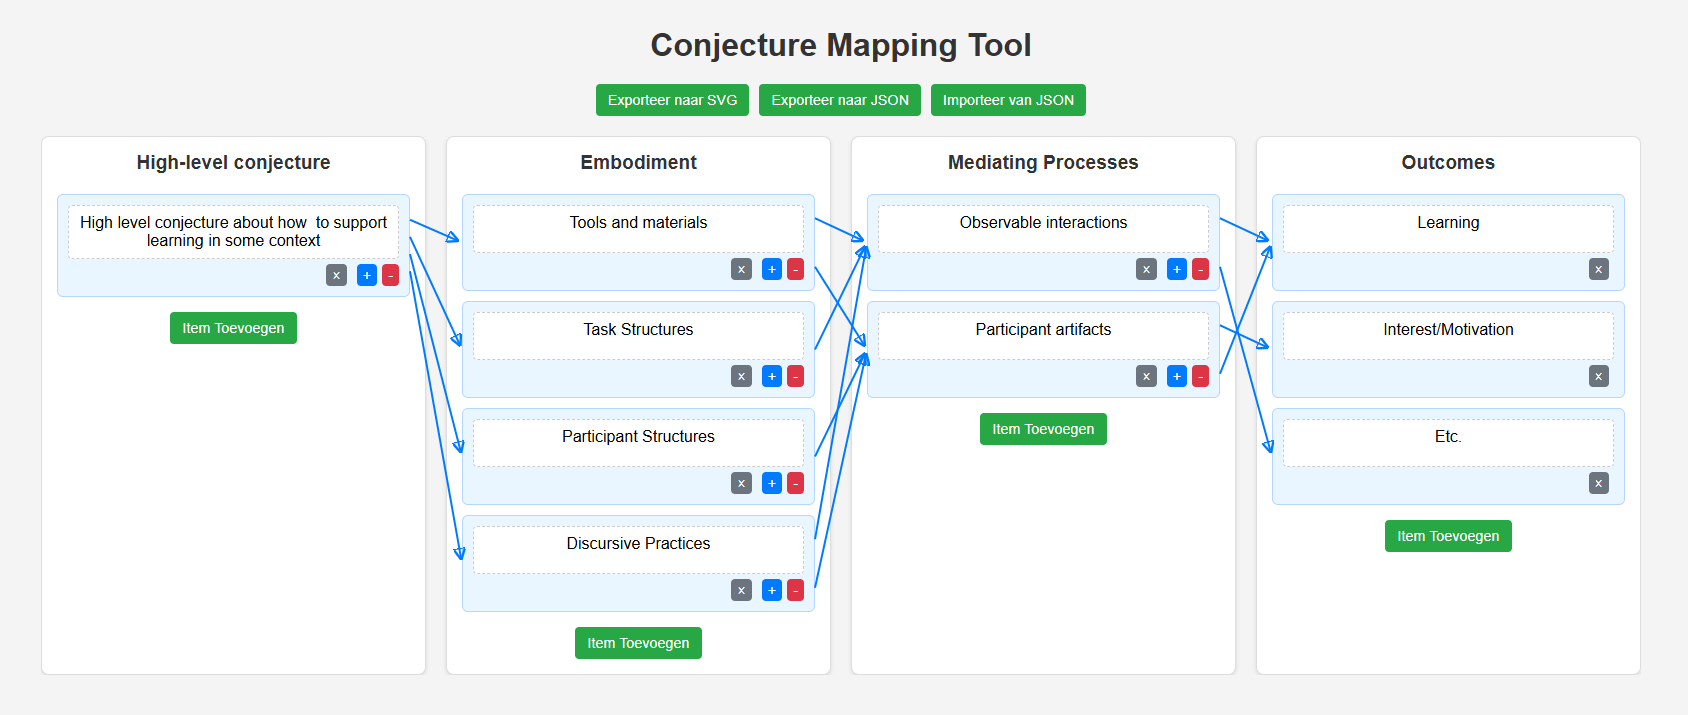 Conjecture Mapping Tool
Exporteer naar SVG
Exporteer naar JSON
Importeer van JSON
High-level conjecture
High level conjecture about how  to support
learning in some context
x + -
Item Toevoegen
Embodiment
Tools and materials
x + -
Task Structures
x + -
Participant Structures
x + -
Discursive Practices
x + -
Item Toevoegen
Mediating Processes
Observable interactions
x + -
Participant artifacts
x + -
Item Toevoegen
Outcomes
Learning
x
Interest/Motivation
x
Etc.
x
Item Toevoegen